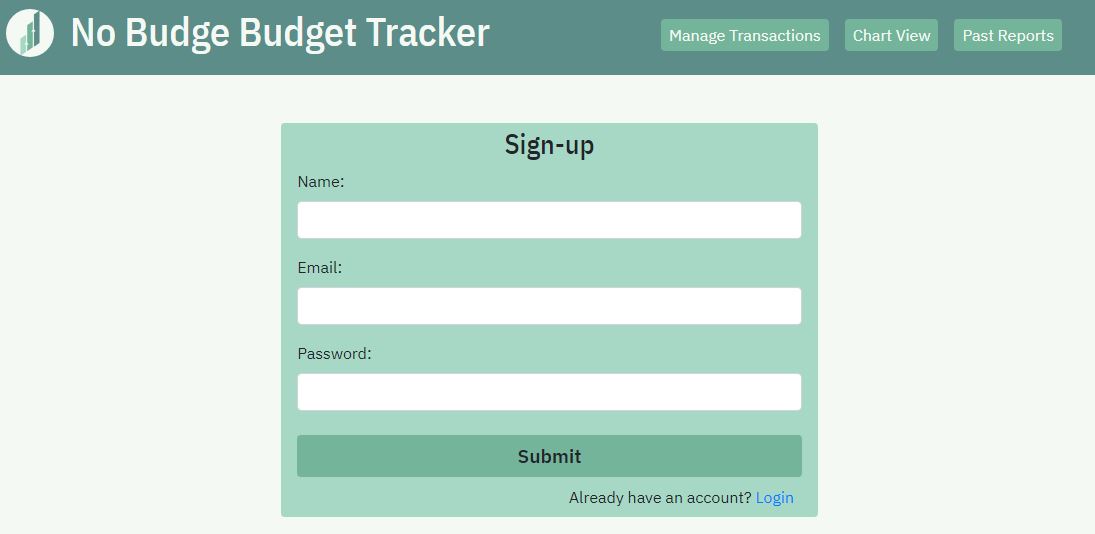 No Budge Budget Tracker
Manage Transactions
Chart View
Past Reports
Sign-up
Name:
Email:
Password:
Submit
Already have an account? Login